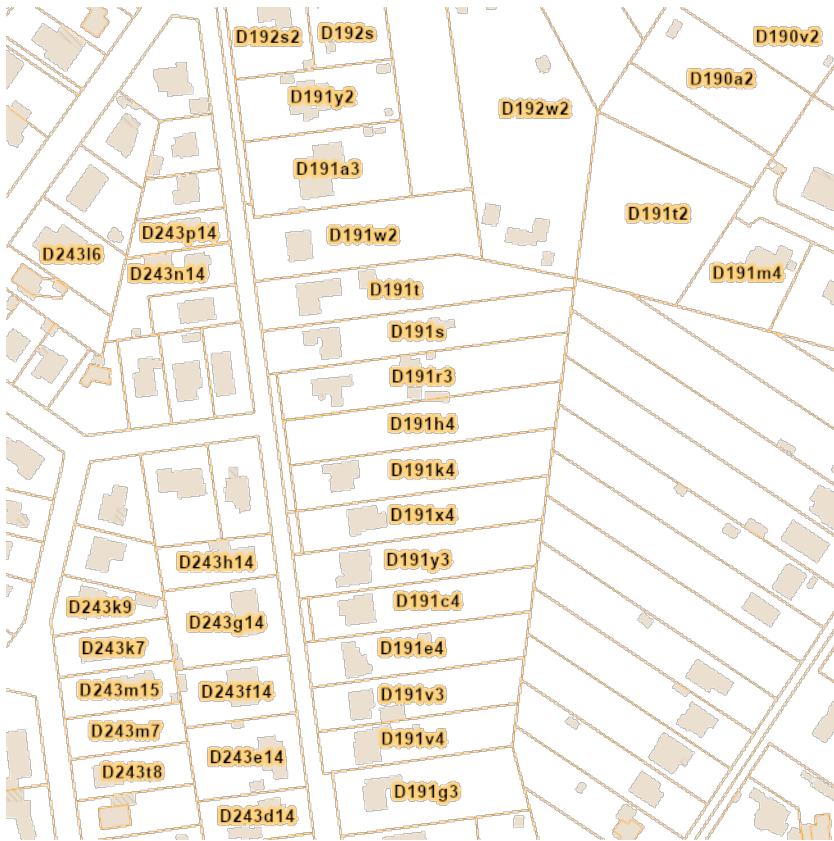 D192s2
D192s
D190v2
D190a2
D191y2
D192w2
D191a3
D191t2
D243p14
D191w2
D243l6
D243n14
D191m4
D191t
D191s
D191r3
D191h4
D191k4
D191x4
D243h14
D191y3
D243k9
D191c4
D243g14
D243k7
D191e4
D243m15
D243f14
D191v3
D243m7
D191v4
D243e14
D243t8
D191g3
D243d14